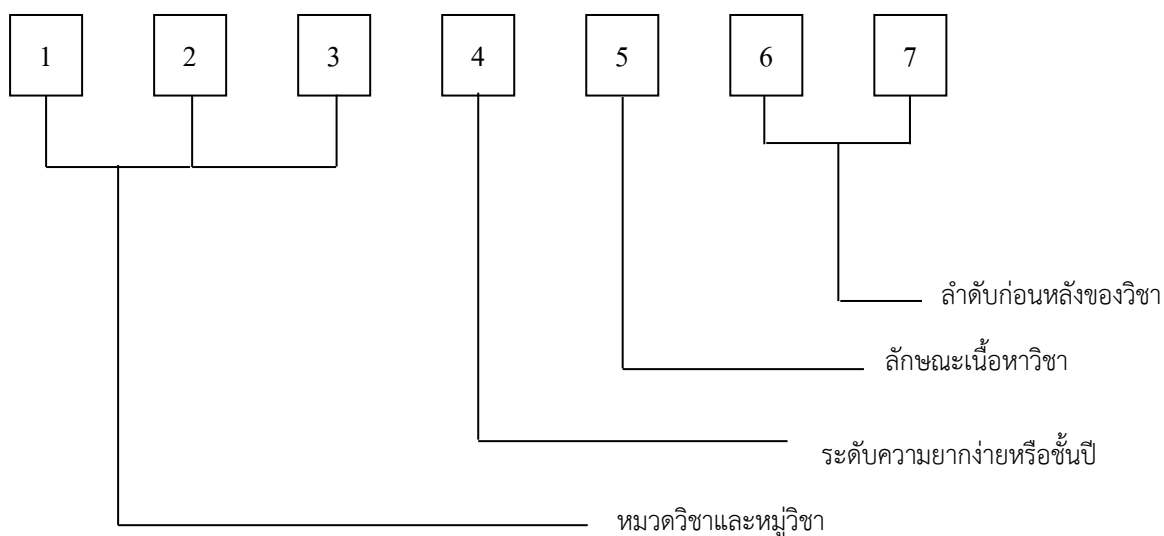 1 2 3 4 5 6 7
ลำดับก่อนหลังของวิชา
ลักษณะเนื้อหาวิชา
ระดับความยากง่ายหรือชั้นปี
หมวดวิชาและหมู่วิชา